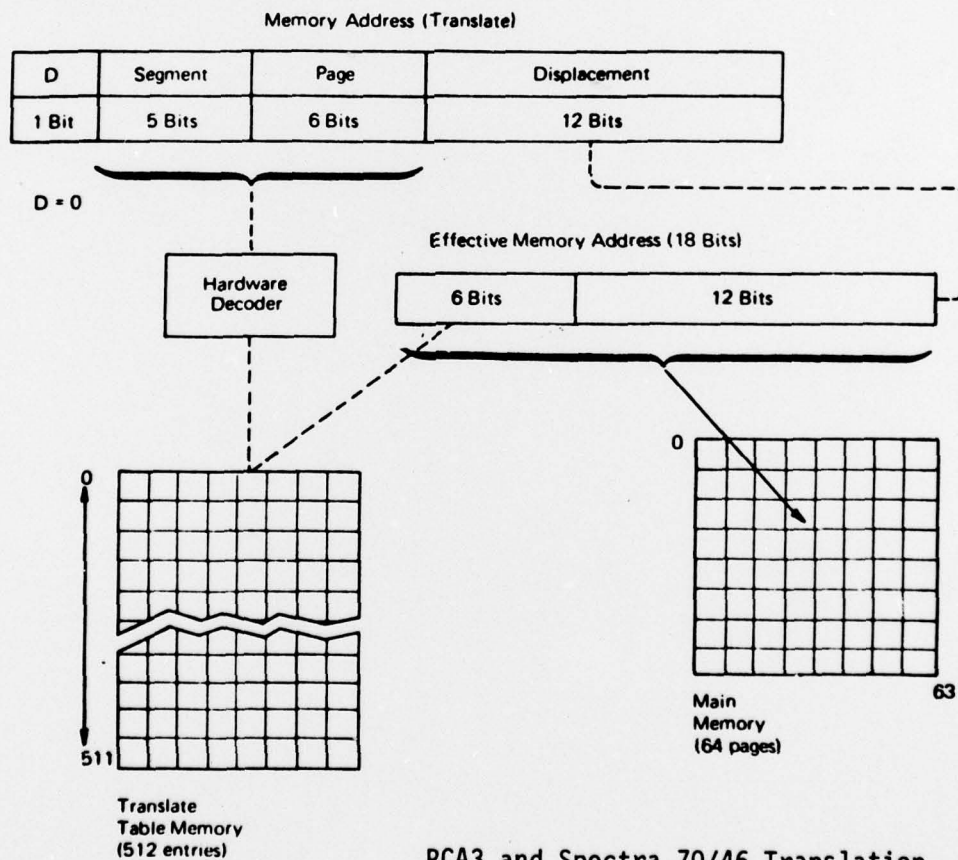 Memory Address (Translate)
D Segment Page Displacement
1 Bit 5 Bits 6 Bits 12 Bits
D = 0
Effective Memory Address (18 Bits)
Hardware
Decoder
6 Bits 12 Bits
0
511
Translate
Table Memory
(512 entries)
0
63
Main
Memory
(64 pages)
RCA3 and Spectra 70/46 Translation